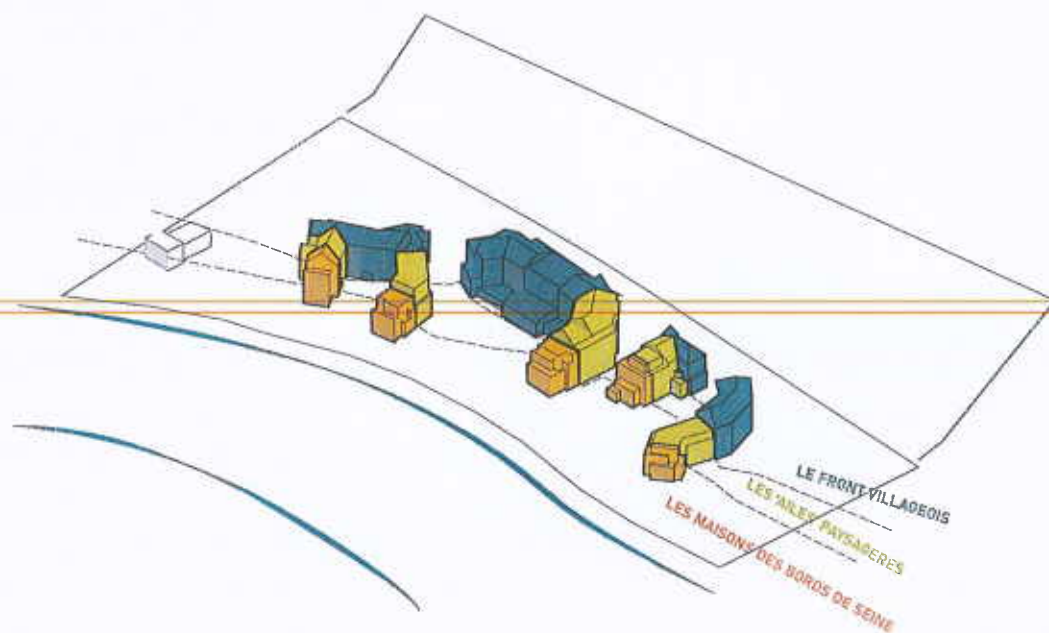 LE FRONT VILLAGEOIS
LES 'AILES' PAYSAGERES
LES MAISONS DES BORDS DE SEINE